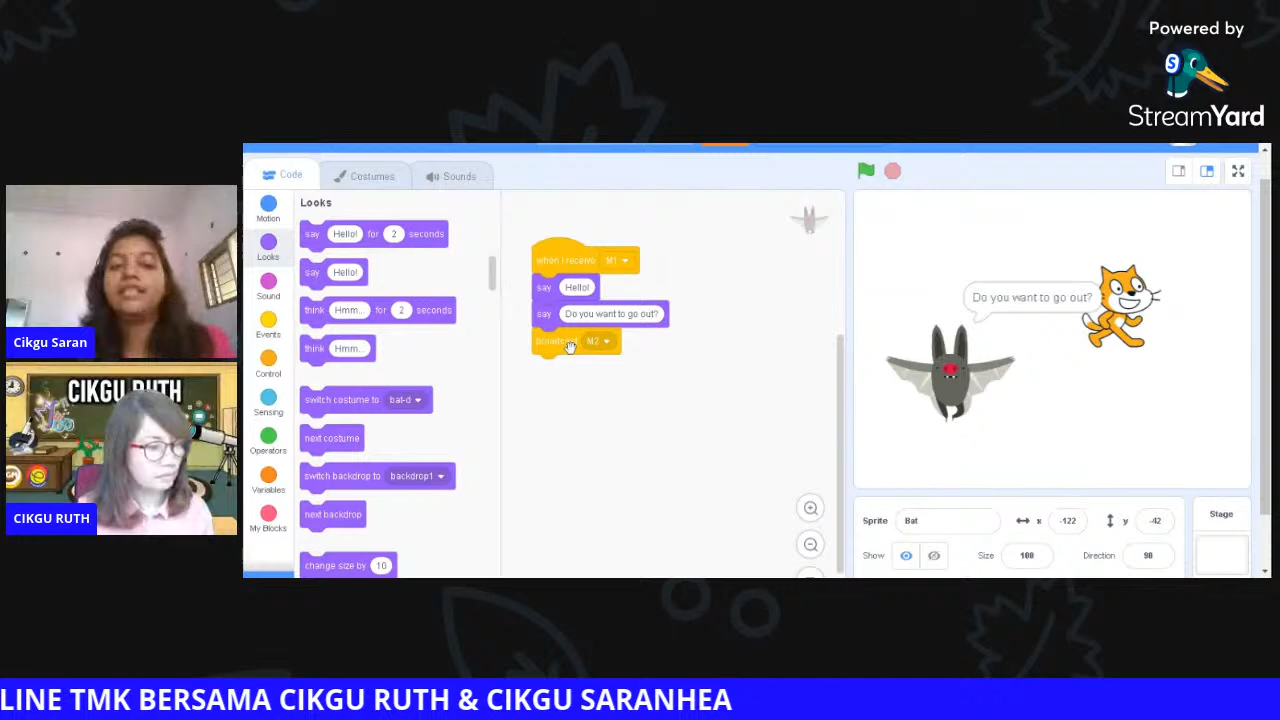 Powered by
S
StreamYard
Code
Costumes
Sounds
Motion
Looks
Sound
Events
Control
Sensing
Operators
Variables
My Blocks
Looks
say Hello! for 2 seconds
say Hello!
think Hmm... for 2 seconds
think Hmm...
switch costume to bat-d
next costume
switch backdrop to backdrop1
next backdrop
change size by 10
when I receive M1
say Hello!
say Do you want to go out?
broadcast M2
Do you want to go out?
Sprite Bat x -122 y -42
Show Size 100 Direction 90
Stage
Cikgu Saran
CIKGU RUTH
CIKGU RUTH
LINE TMK BERSAMA CIKGU RUTH & CIKGU SARANHEA